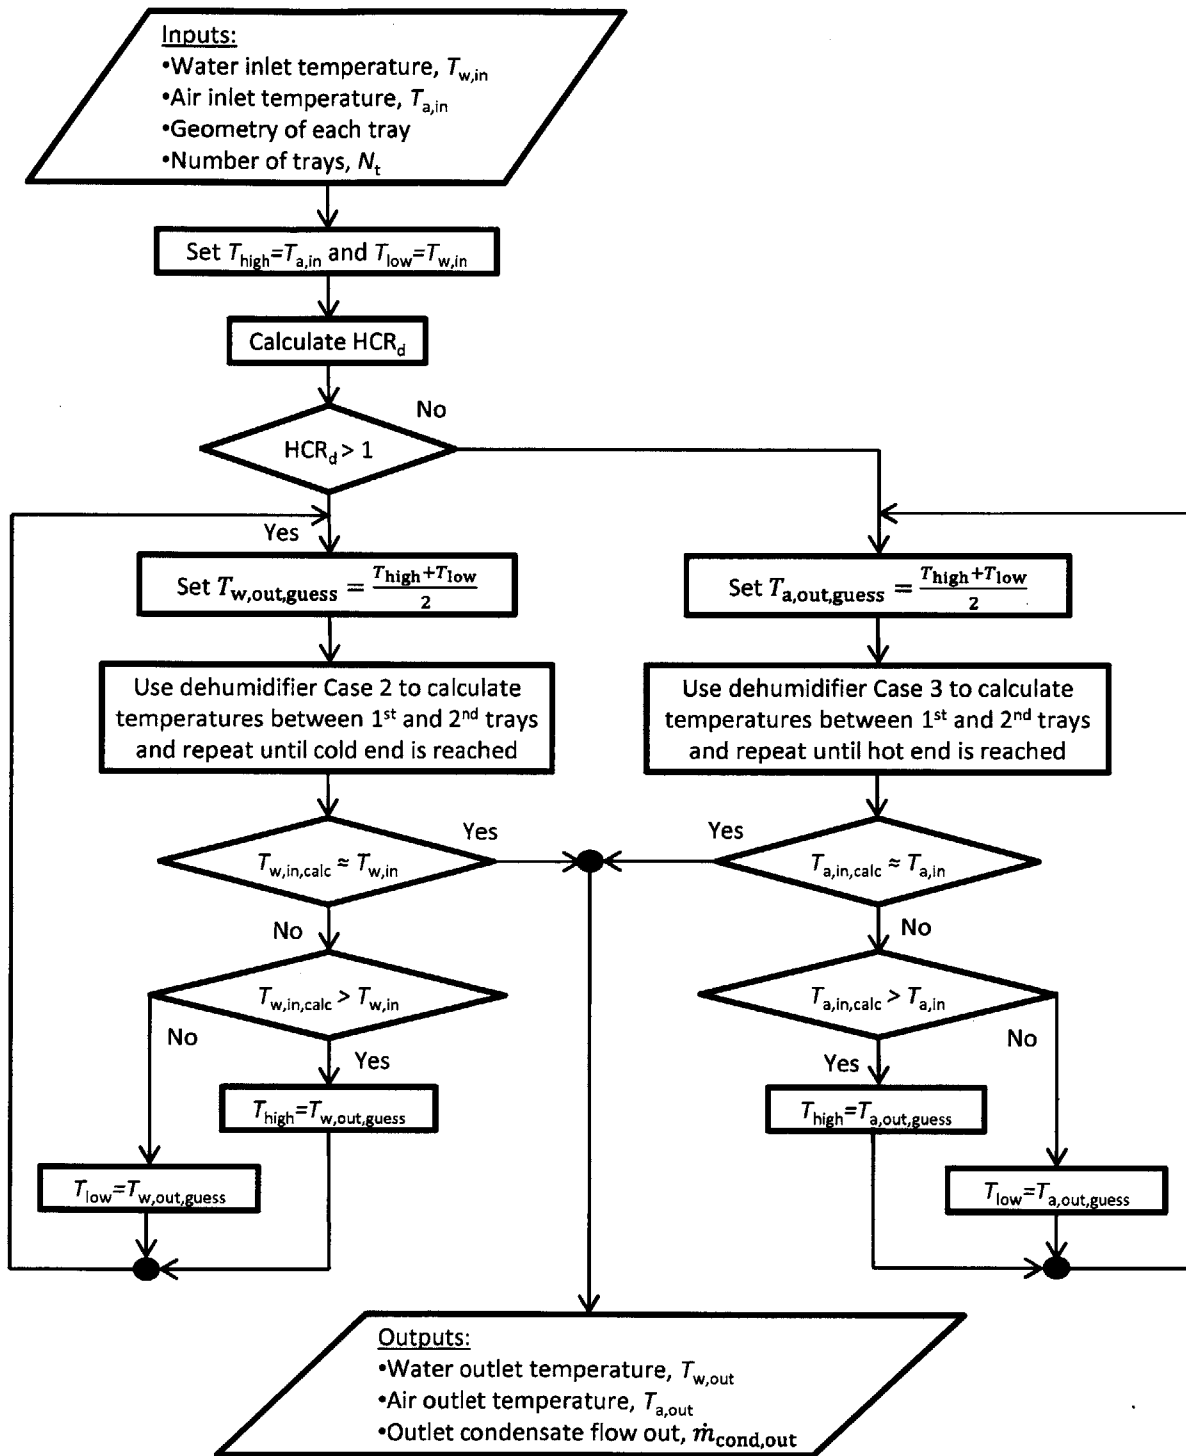 Inputs:
•Water inlet temperature, T_w,in
•Air inlet temperature, T_a,in
•Geometry of each tray
•Number of trays, N_t
Set T_high=T_a,in and T_low=T_w,in
Calculate HCR_d
No
HCR_d > 1
Yes
Set T_w,out,guess = (T_high+T_low)/2
Set T_a,out,guess = (T_high+T_low)/2
Use dehumidifier Case 2 to calculate
temperatures between 1st and 2nd trays
and repeat until cold end is reached
Use dehumidifier Case 3 to calculate
temperatures between 1st and 2nd trays
and repeat until hot end is reached
Yes
Yes
T_w,in,calc ≈ T_w,in
T_a,in,calc ≈ T_a,in
No
No
T_w,in,calc > T_w,in
T_a,in,calc > T_a,in
No
Yes
Yes
No
T_high=T_w,out,guess
T_high=T_a,out,guess
T_low=T_w,out,guess
T_low=T_a,out,guess
Outputs:
•Water outlet temperature, T_w,out
•Air outlet temperature, T_a,out
•Outlet condensate flow out, ṁ_cond,out